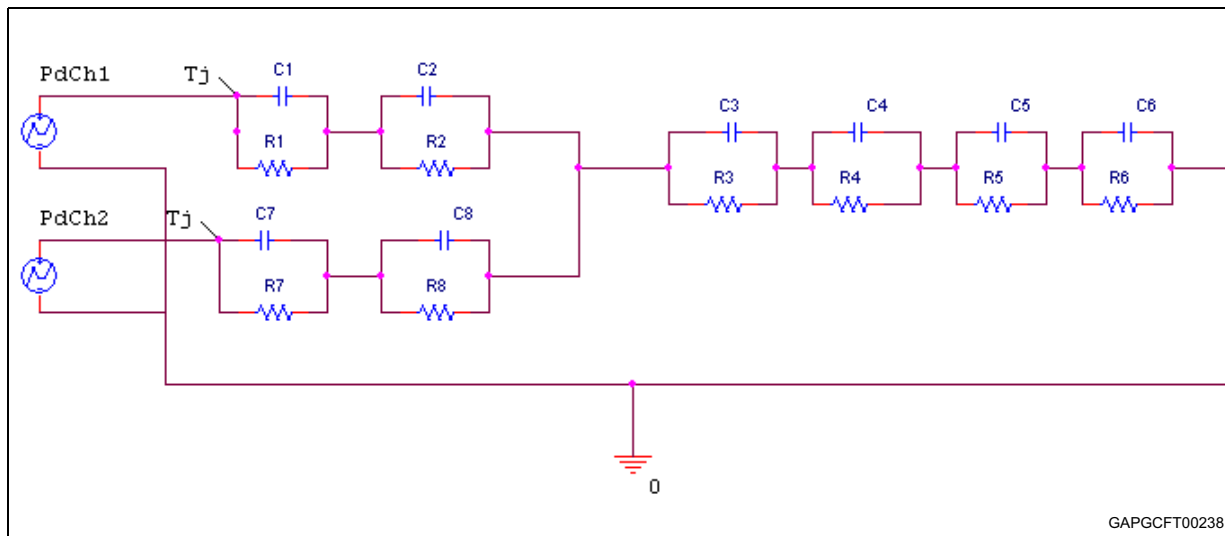 PdCh1
Tj
C1
C2
R1
R2
C3
C4
C5
C6
R3
R4
R5
R6
PdCh2
Tj
C7
C8
R7
R8
0
GAPGCFT00238